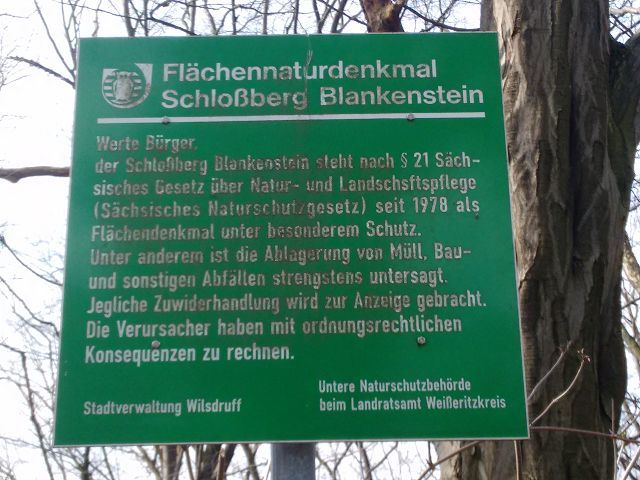 Flächennaturdenkmal
Schloßberg Blankenstein
Werte Bürger,
der Schloßberg Blankenstein steht nach § 21 Säch-
sisches Gesetz über Natur- und Landschsftspflege
(Sächsisches Naturschutzgesetz) seit 1978 als
Flächendenkmal unter besonderem Schutz.
Unter anderem ist die Ablagerung von Müll, Bau-
und sonstigen Abfällen strengstens untersagt.
Jegliche Zuwiderhandlung wird zur Anzeige gebracht.
Die Verursacher haben mit ordnungsrechtlichen
Konsequenzen zu rechnen.
Stadtverwaltung Wilsdruff
Untere Naturschutzbehörde
beim Landratsamt Weißeritzkreis